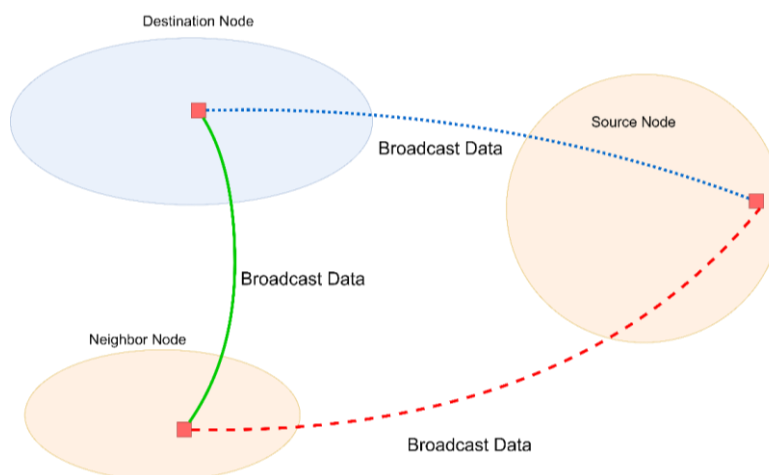 Destination Node
Source Node
Broadcast Data
Broadcast Data
Neighbor Node
Broadcast Data